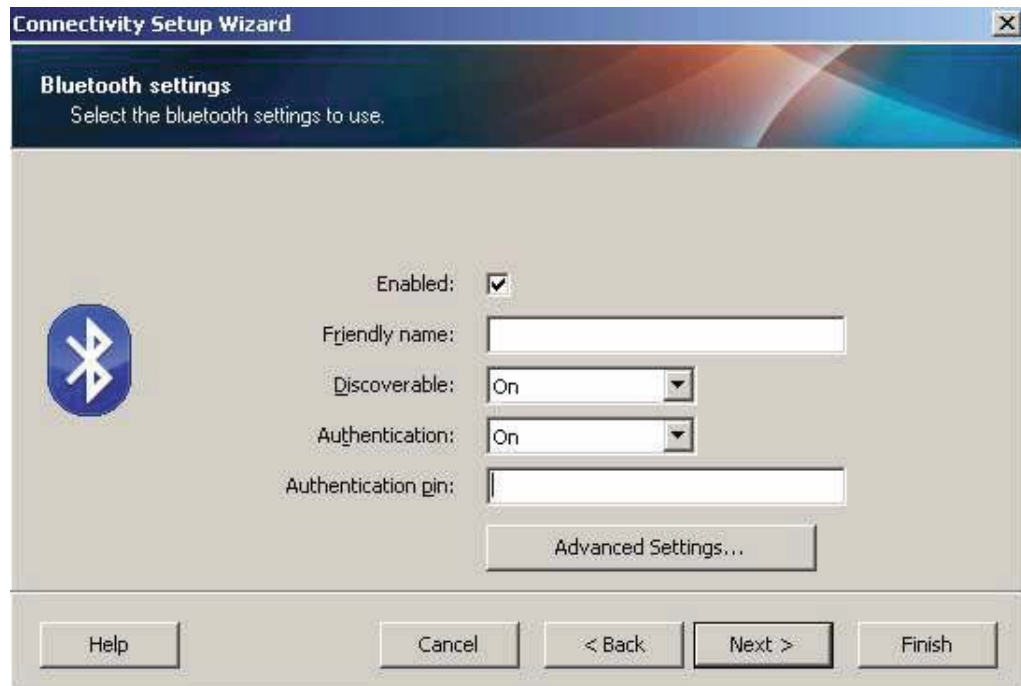 Connectivity Setup Wizard
Bluetooth settings
Select the bluetooth settings to use.
Enabled:
Friendly name:
Discoverable: On
Authentication: On
Authentication pin:
Advanced Settings...
Help Cancel < Back Next > Finish